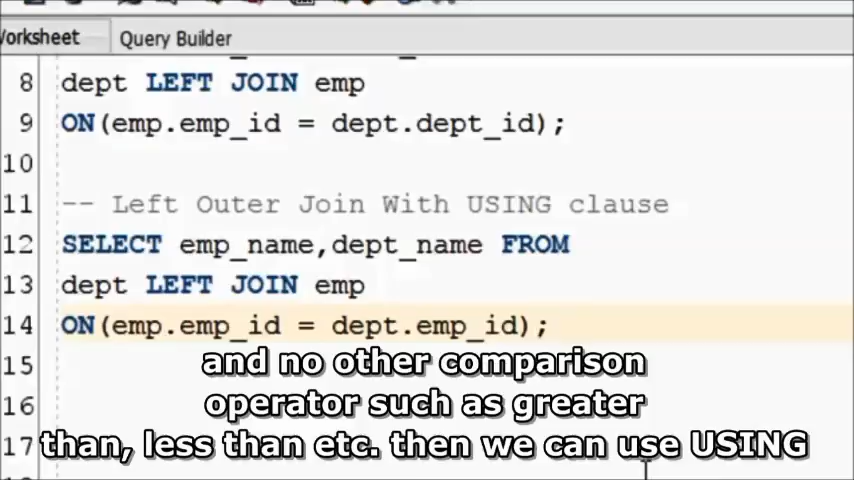 Worksheet Query Builder
8 dept LEFT JOIN emp
9 ON(emp.emp_id = dept.dept_id);
10
11 -- Left Outer Join With USING clause
12 SELECT emp_name,dept_name FROM
13 dept LEFT JOIN emp
14 ON(emp.emp_id = dept.emp_id);
15
16
17
and no other comparison
operator such as greater
than, less than etc. then we can use USING